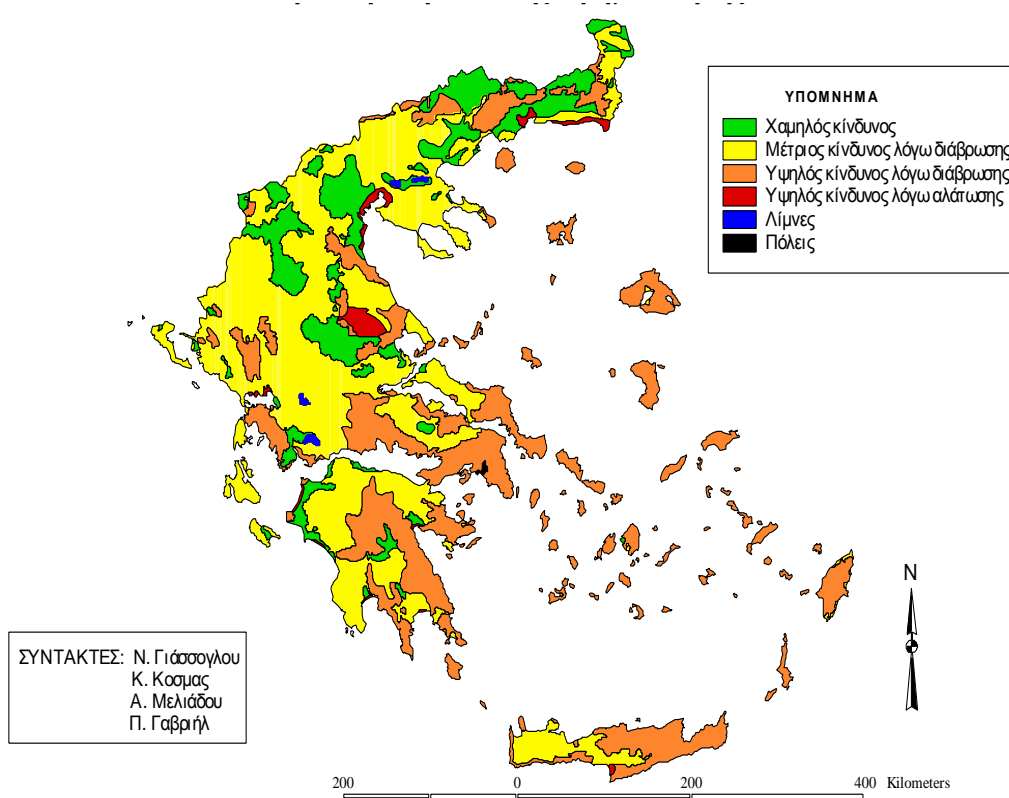 ΥΠΟΜΝΗΜΑ
Χαμηλός κίνδυνος
Μέτριος κίνδυνος λόγω διάβρωσης
Υψηλός κίνδυνος λόγω διάβρωσης
Υψηλός κίνδυνος λόγω αλάτωσης
Λίμνες
Πόλεις
N
ΣΥΝΤΑΚΤΕΣ: Ν. Γιάσσογλου
Κ. Κοσμας
Α. Μελιάδου
Π. Γαβριήλ
200 0 200 400 Kilometers